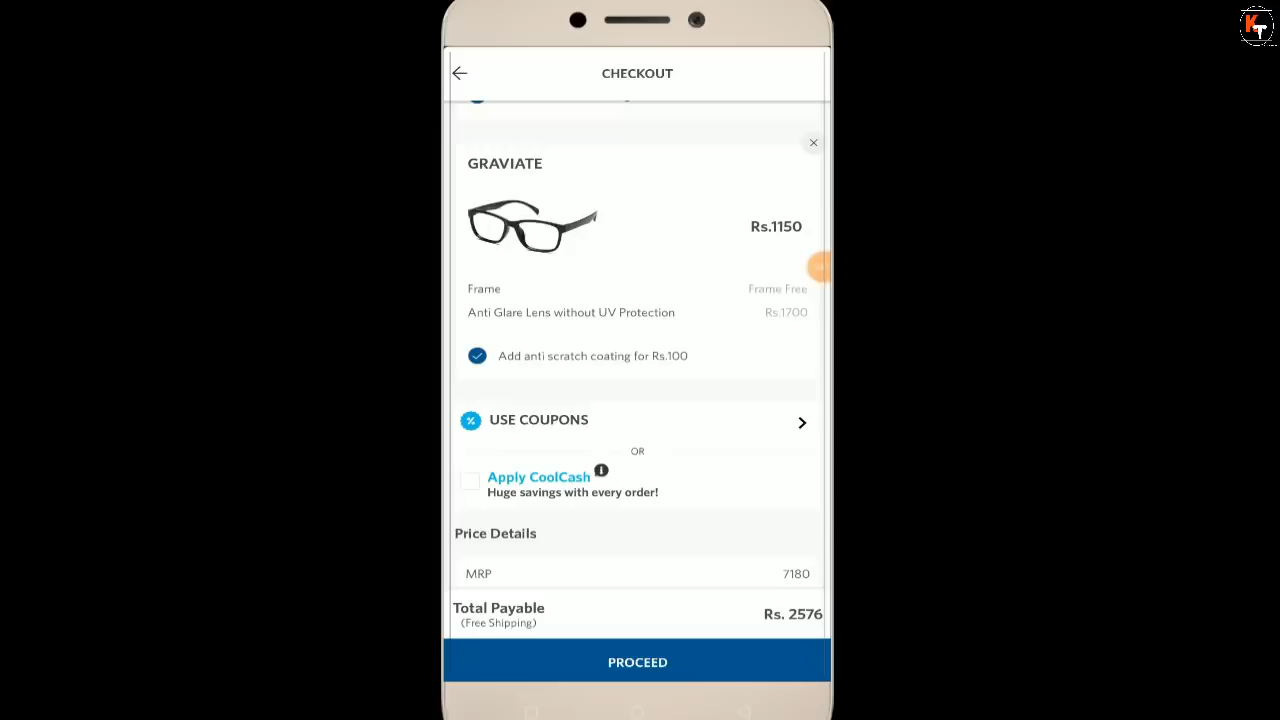 KT
CHECKOUT
GRAVIATE
Rs.1150
Frame Frame Free
Anti Glare Lens without UV Protection Rs.1700
Add anti scratch coating for Rs.100
% USE COUPONS
OR
Apply CoolCash i
Huge savings with every order!
Price Details
MRP 7180
Total Payable Rs. 2576
(Free Shipping)
PROCEED